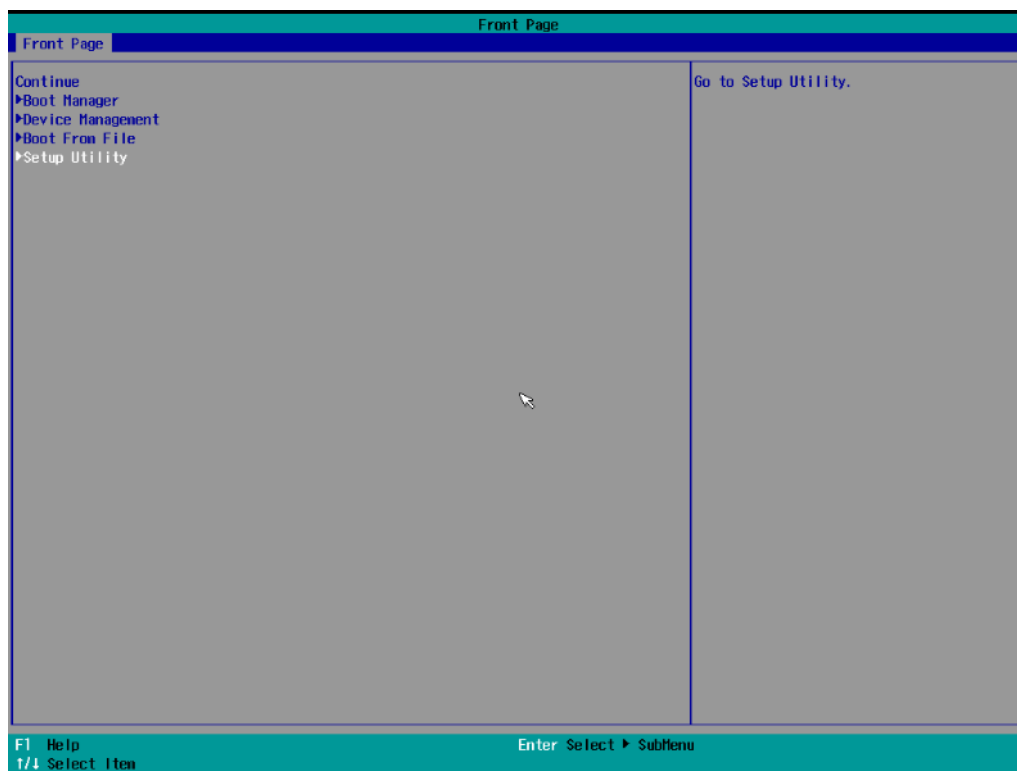 Front Page
Front Page
Continue
▶Boot Manager
▶Device Management
▶Boot From File
▶Setup Utility
Go to Setup Utility.
F1 Help
↑/↓ Select Item
Enter Select ▶ SubMenu